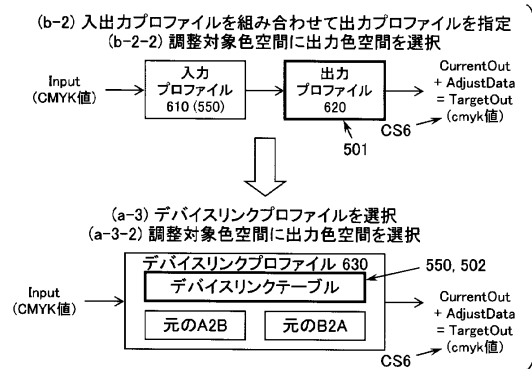 (b-2) 入出力プロファイルを組み合わせて出力プロファイルを指定
(b-2-2) 調整対象色空間に出力色空間を選択
Input
(CMYK値)
入力
プロファイル
610 (550)
出力
プロファイル
620
CurrentOut
+ AdjustData
= TargetOut
(cmyk値)
CS6
501
(a-3) デバイスリンクプロファイルを選択
(a-3-2) 調整対象色空間に出力色空間を選択
デバイスリンクプロファイル 630
デバイスリンクテーブル
550, 502
Input
(CMYK値)
元のA2B
元のB2A
CurrentOut
+ AdjustData
= TargetOut
(cmyk値)
CS6